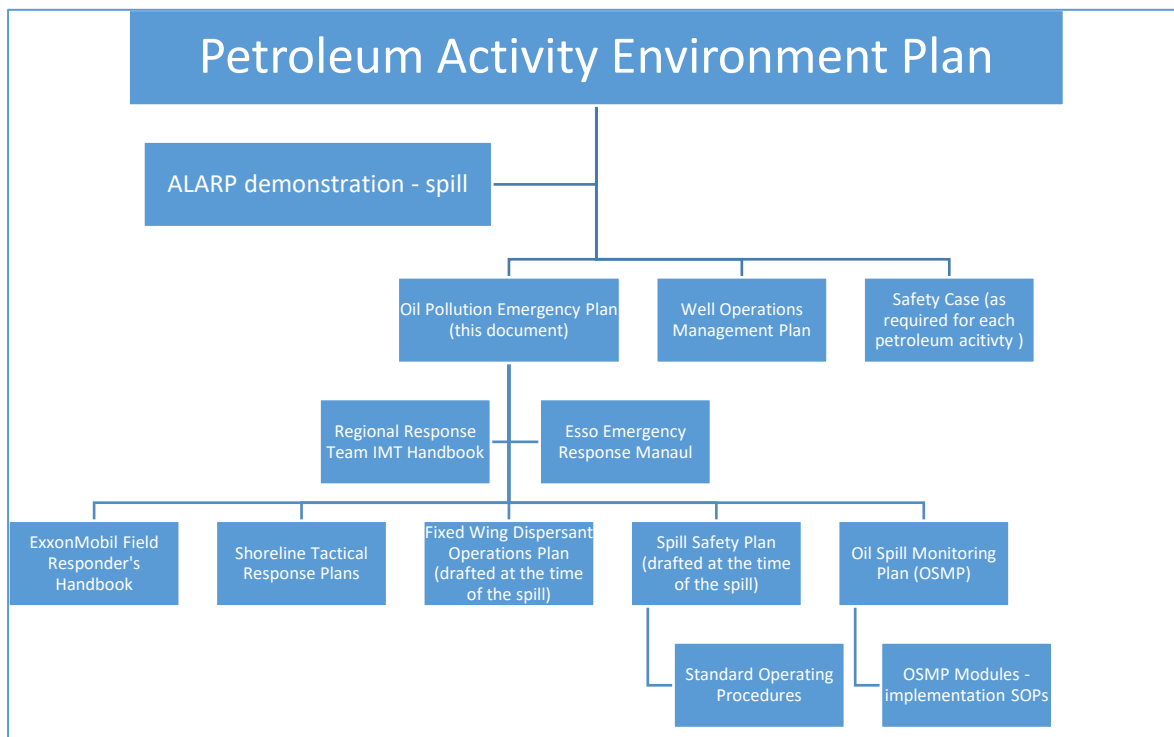 Petroleum Activity Environment Plan
ALARP demonstration - spill
Oil Pollution Emergency Plan
(this document)
Well Operations
Management Plan
Safety Case (as
required for each
petroleum acitivty )
Regional Response
Team IMT Handbook
Esso Emergency
Response Manaul
ExxonMobil Field
Responder's
Handbook
Shoreline Tactical
Response Plans
Fixed Wing Dispersant
Operations Plan
(drafted at the time
of the spill)
Spill Safety Plan
(drafted at the time
of the spill)
Oil Spill Monitoring
Plan (OSMP)
Standard Operating
Procedures
OSMP Modules -
implementation SOPs